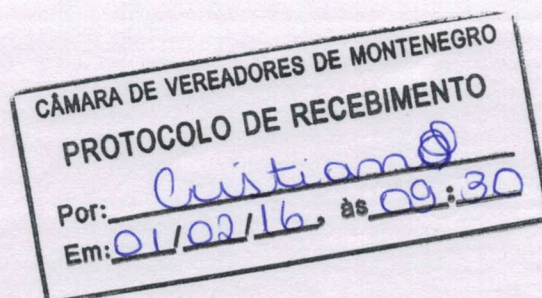 CÂMARA DE VEREADORES DE MONTENEGRO
PROTOCOLO DE RECEBIMENTO
Por: Cristiano
Em: 01/02/16, às 09:30